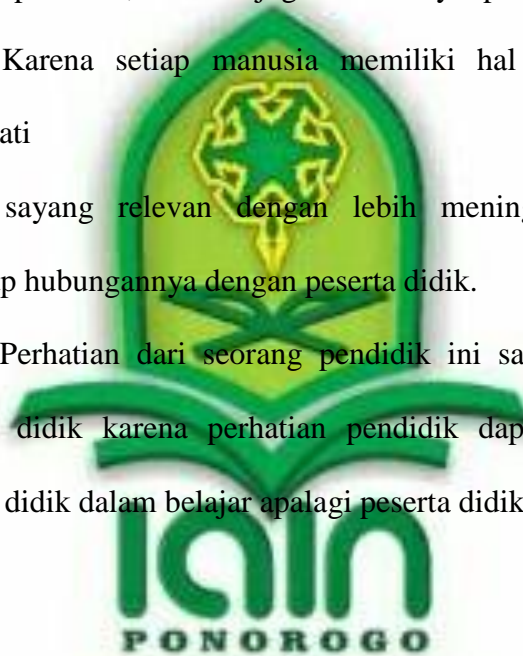 Karena setiap manusia memiliki hal
ati
sayang relevan dengan lebih mening
p hubungannya dengan peserta didik.
Perhatian dari seorang pendidik ini sa
didik karena perhatian pendidik dap
didik dalam belajar apalagi peserta didik
iain
PONOROGO